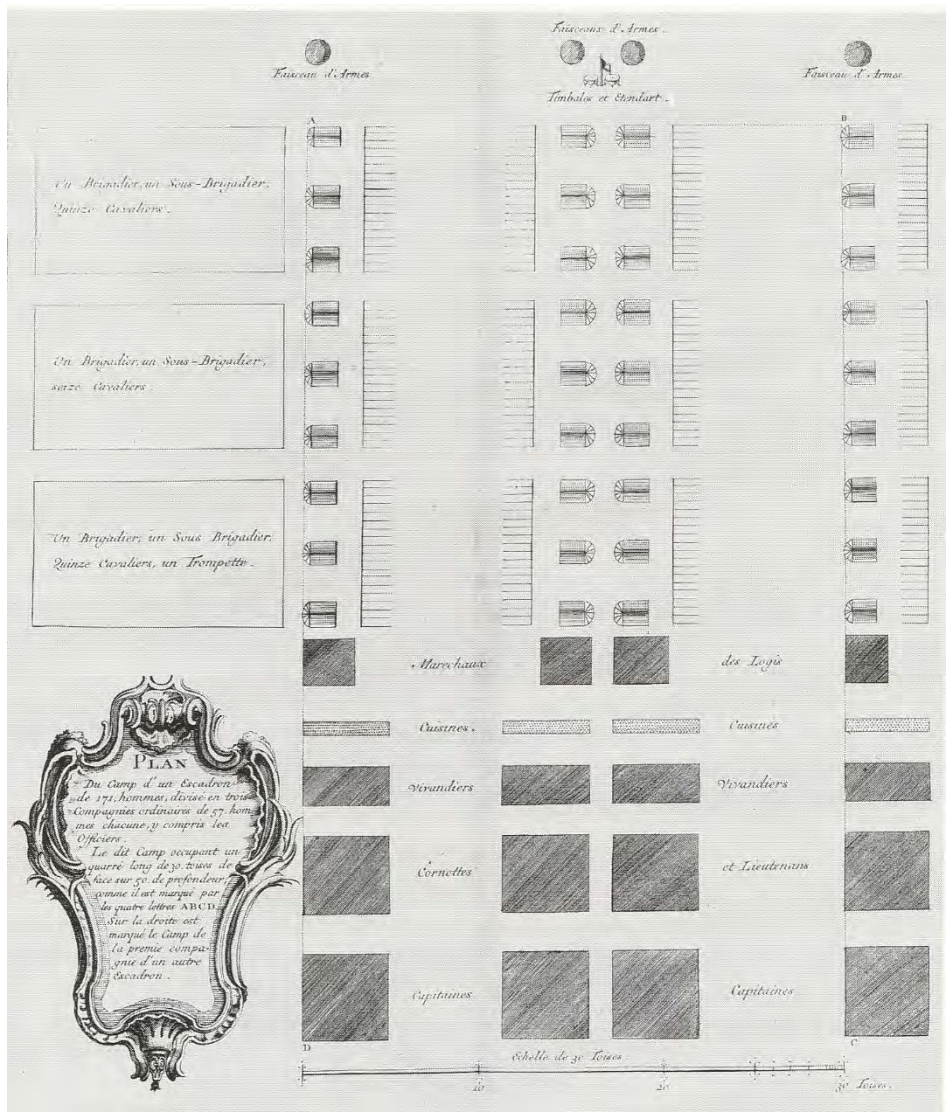 Faisceaux d'Armes.
Faisceau d'Armes
Faisceau d'Armes
Timbales et Etendart.
A
B
Un Brigadier, un Sous-Brigadier,
Quinze Cavaliers.
Un Brigadier, un Sous-Brigadier,
seize Cavaliers.
Un Brigadier, un Sous Brigadier,
Quinze Cavaliers, un Trompette.
Marechaux
des Logis
Cuisines.
Cuisines
Vivandiers
Vivandiers
Cornettes
et Lieutenans
Capitaines
Capitaines
PLAN
Du Camp d'un Escadron
de 171. hommes, divisé en trois
Compagnies ordinaires de 57. hom
mes chacune, y compris les
Officiers.
Le dit Camp occupant un
quarré long de 30. toises de
face sur 50. de profondeur,
comme il est marqué par
les quatre lettres ABCD.
Sur la drotte est
marqué le Camp de
la premie compa-
gnie d'un autre
Escadron.
D
C
Echelle de 30 Toises
10
20
30 Toises.